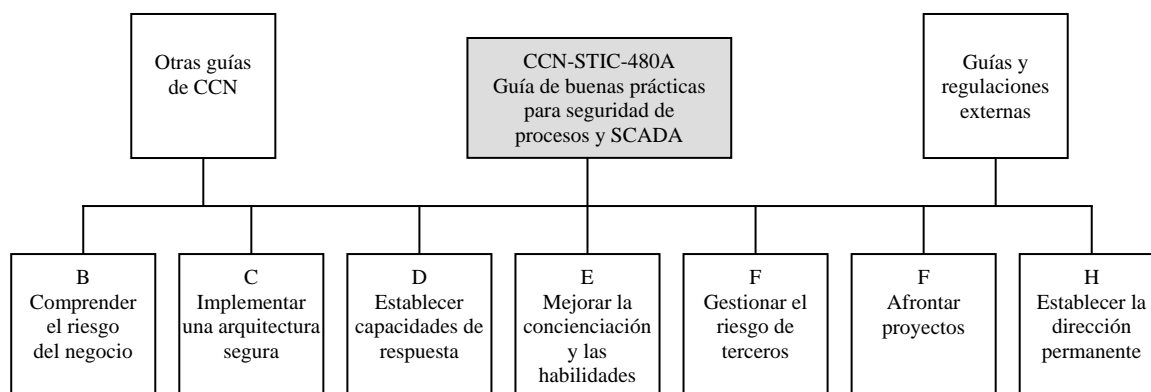 Otras guías
de CCN
CCN-STIC-480A
Guía de buenas prácticas
para seguridad de
procesos y SCADA
Guías y
regulaciones
externas
B
Comprender
el riesgo
del negocio
C
Implementar
una arquitectura
segura
D
Establecer
capacidades de
respuesta
E
Mejorar la
concienciación
y las
habilidades
F
Gestionar el
riesgo de
terceros
F
Afrontar
proyectos
H
Establecer la
dirección
permanente